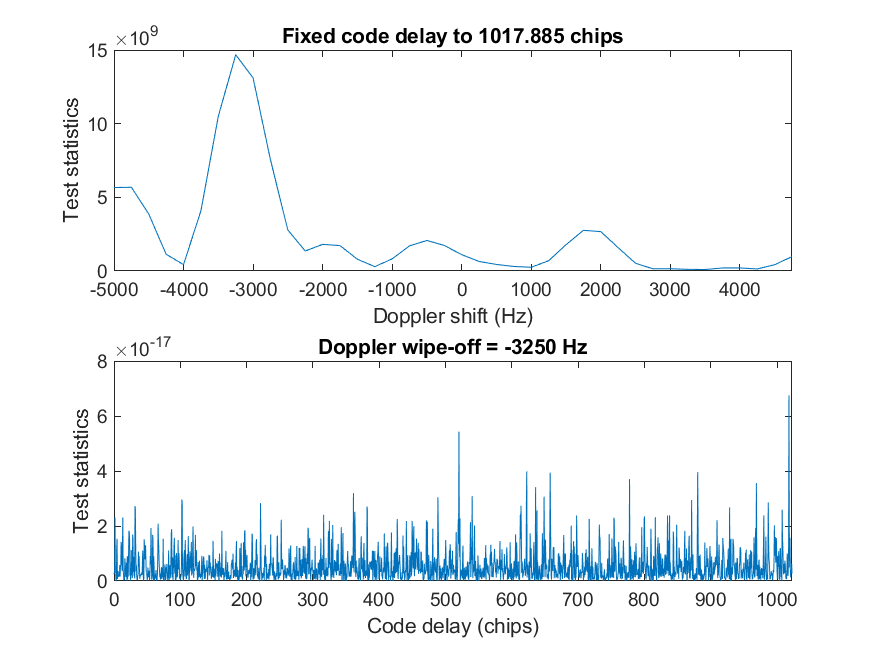 ×10^9
Fixed code delay to 1017.885 chips
15
10
5
0
Test statistics
-5000 -4000 -3000 -2000 -1000 0 1000 2000 3000 4000
Doppler shift (Hz)
×10^-17
Doppler wipe-off = -3250 Hz
8
6
4
2
0
Test statistics
0 100 200 300 400 500 600 700 800 900 1000
Code delay (chips)